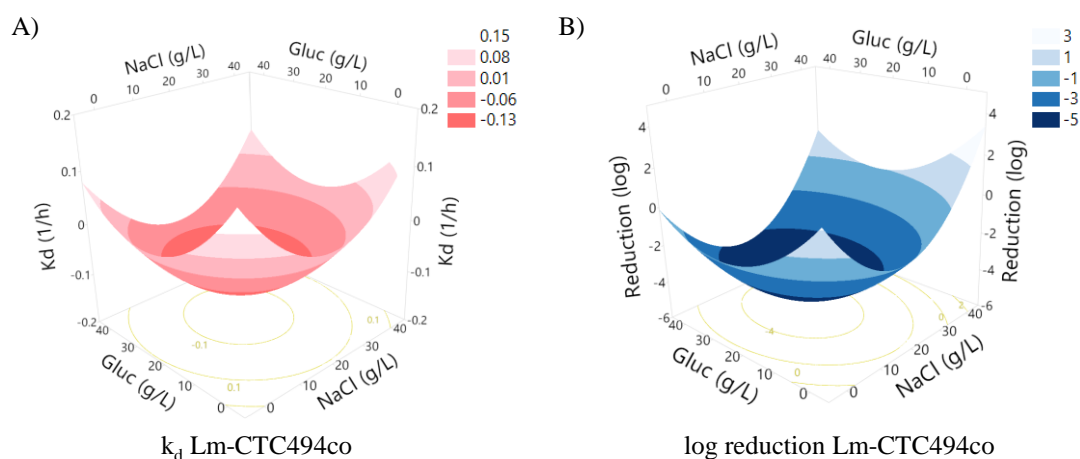 A)
NaCl (g/L)
Gluc (g/L)
0 10 20 30 40
40 30 20 10 0
0.15
0.08
0.01
-0.06
-0.13
0.2
0.1
0
-0.1
-0.2
Kd (1/h)
0.2
0.1
0
-0.1
-0.2
Kd (1/h)
-0.1
0.1
0.1
40 30 20 10 0
Gluc (g/L)
0 10 20 30 40
NaCl (g/L)
k_d Lm-CTC494co
B)
NaCl (g/L)
Gluc (g/L)
0 10 20 30 40
40 30 20 10 0
3
1
-1
-3
-5
4
2
0
-2
-4
-6
Reduction (log)
4
2
0
-2
-4
-6
Reduction (log)
-4
0
0
2
40 30 20 10 0
Gluc (g/L)
0 10 20 30 40
NaCl (g/L)
log reduction Lm-CTC494co